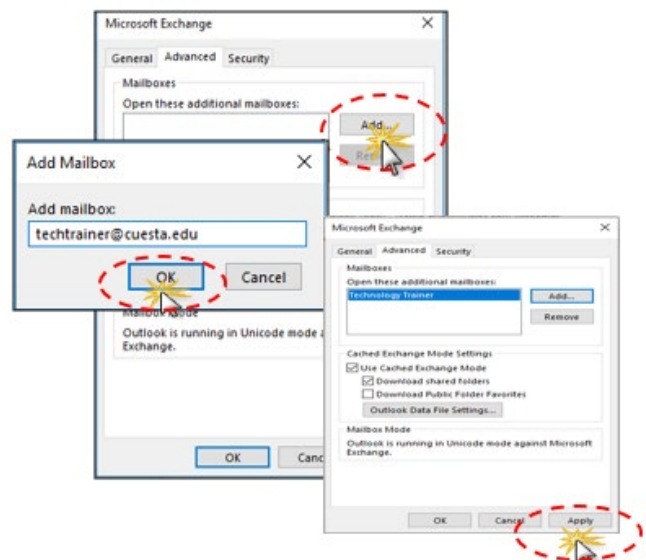 Microsoft Exchange
General Advanced Security
Mailboxes
Open these additional mailboxes:
Add...
Add Mailbox
Add mailbox:
techtrainer@cuesta.edu
OK Cancel
Outlook is running in Unicode mode
Exchange.
OK
Microsoft Exchange
General Advanced Security
Mailboxes
Open these additional mailboxes:
Technology Trainer
Add...
Remove
Cached Exchange Mode Settings
Use Cached Exchange Mode
Download shared folders
Download Public Folder Favorites
Outlook Data File Settings...
Mailbox Mode
Outlook is running in Unicode mode against Microsoft
Exchange.
OK Cancel Apply